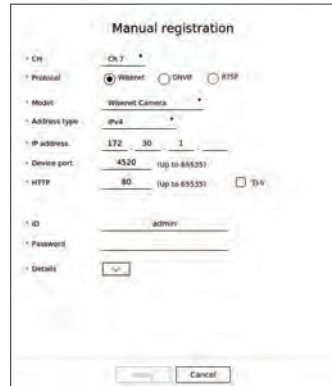 Manual registration
CH Ch 7
Protocol Wisenet ONVIF RTSP
Model Wisenet Camera
Address type IPv4
IP address 172 . 30 . 1 .
Device port 4520 (Up to 65535)
HTTP 80 (Up to 65535) TLS
ID admin
Password
Details
Cancel